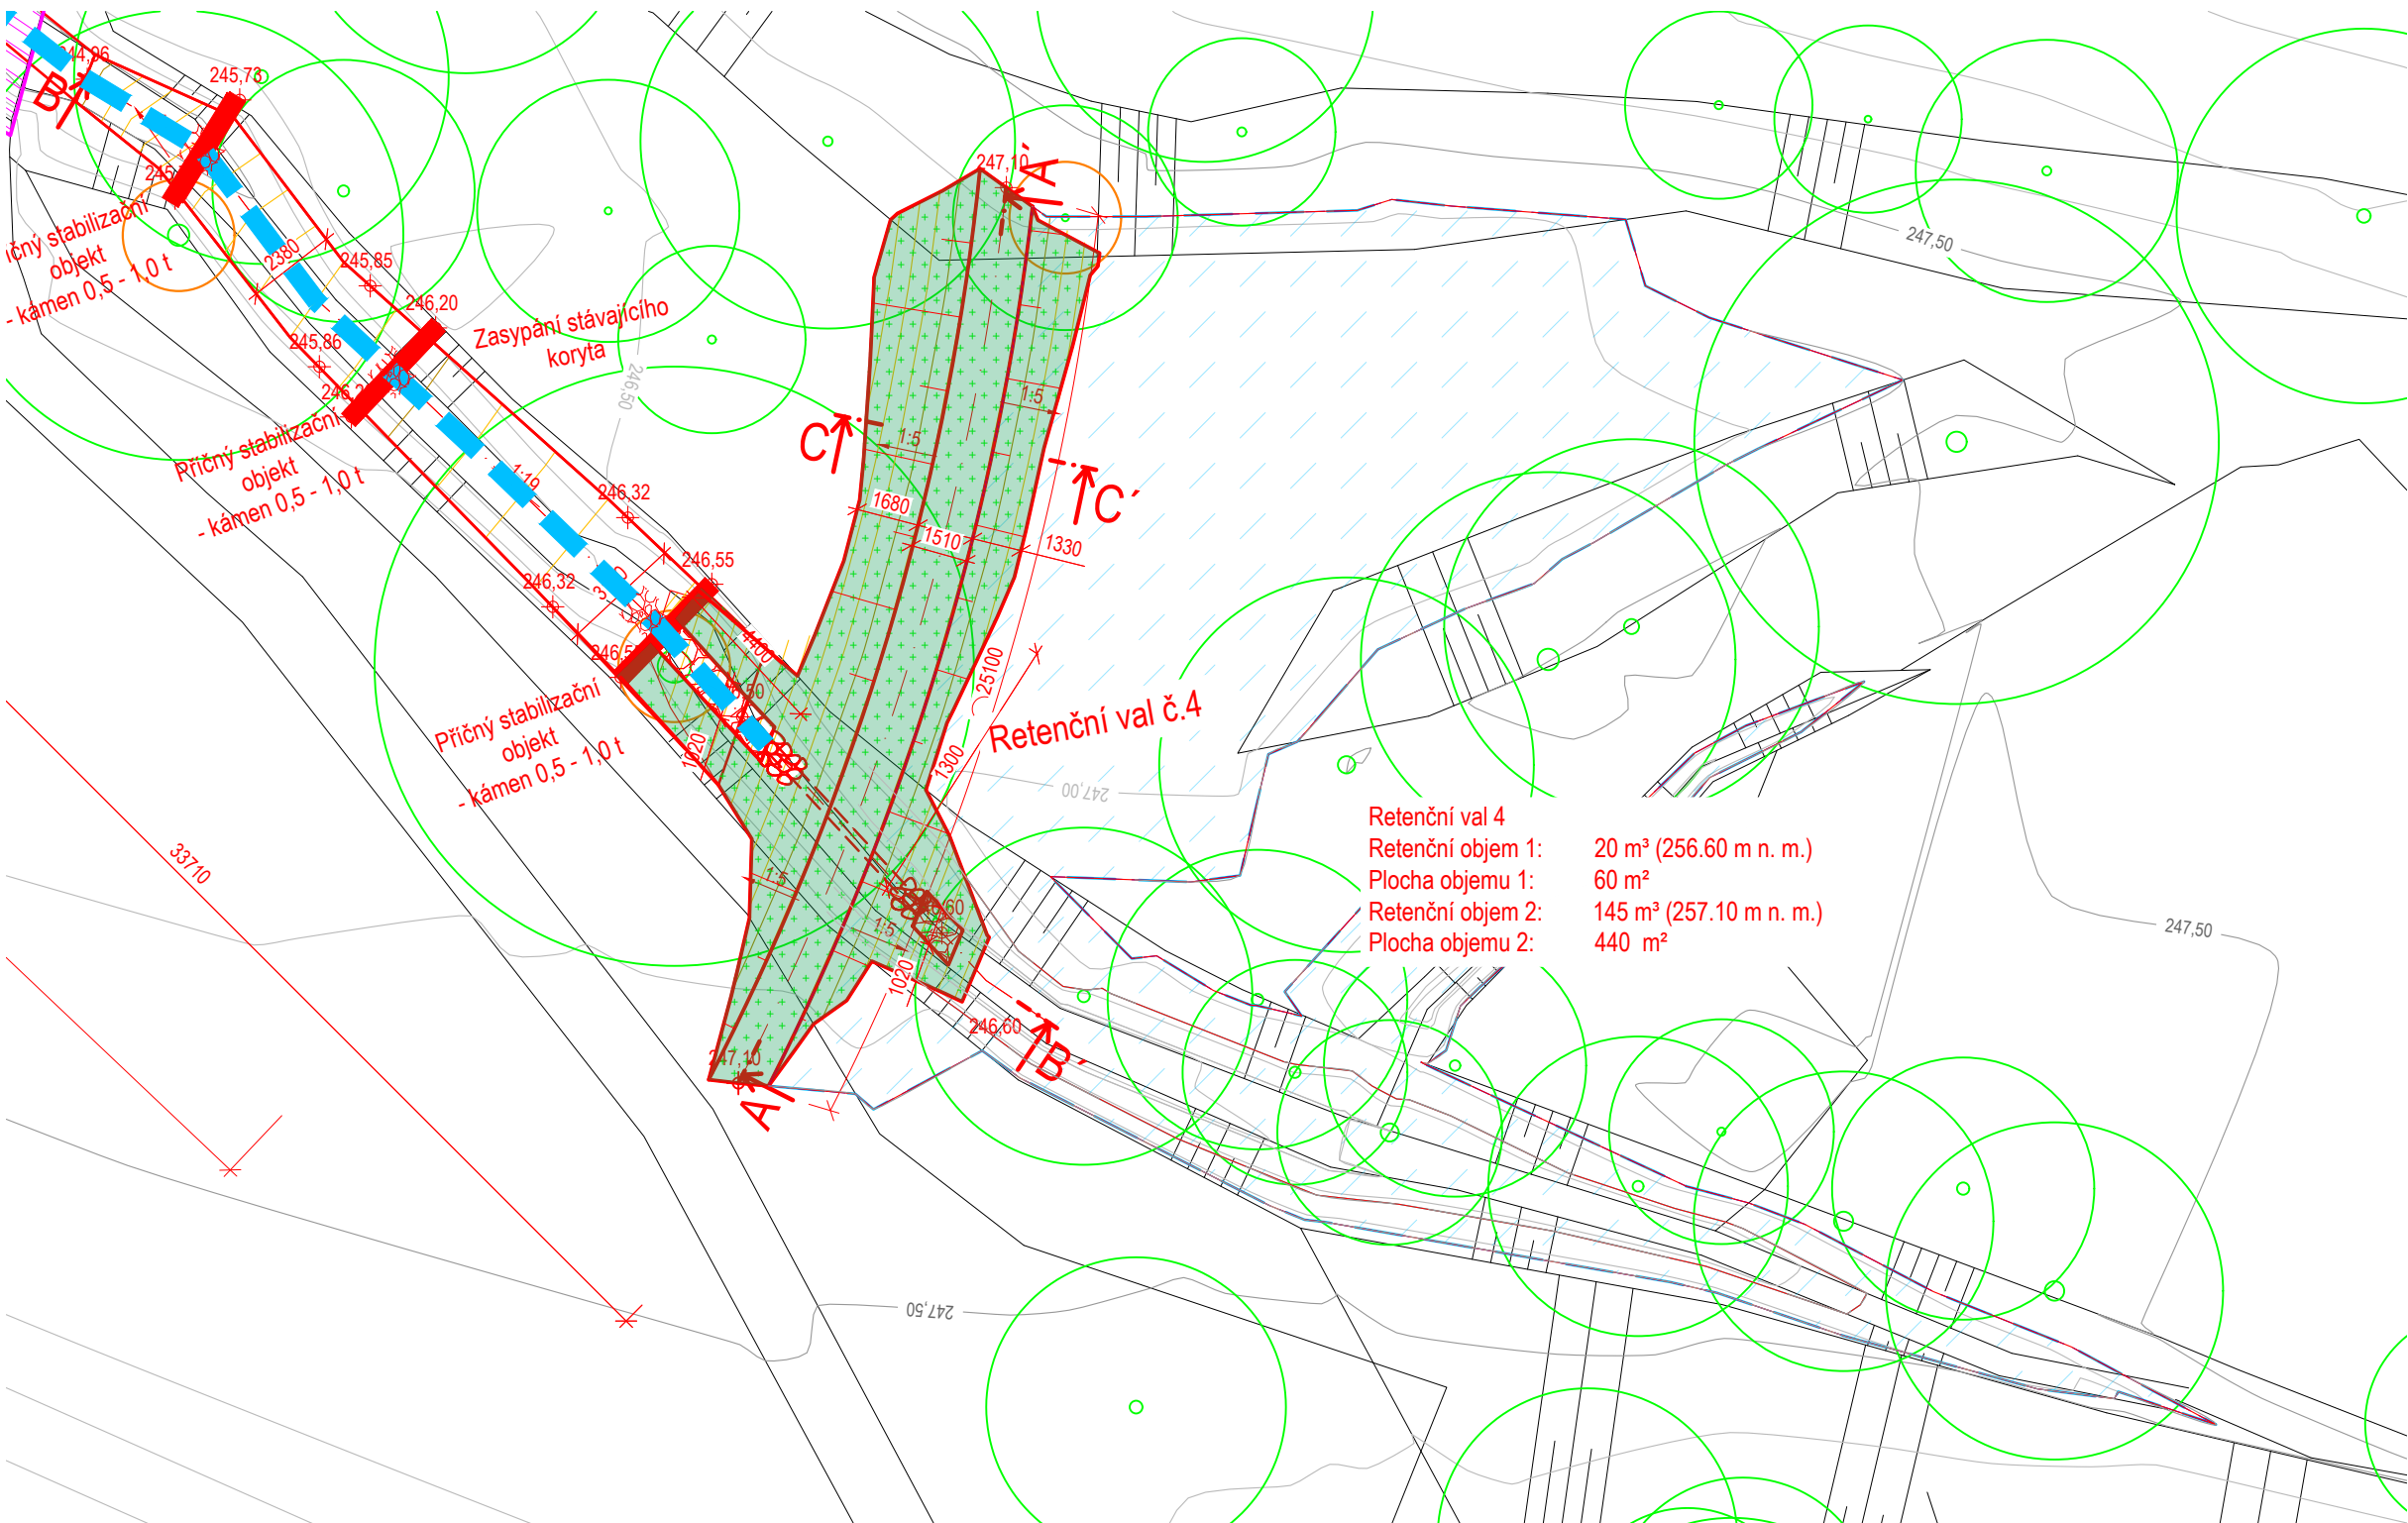 B
245,73
2380
245,85
246,20
245,86
objekt
- kámen 0,5 - 1,0 t
Zasypání stávajícího
koryta
246,50
Příčný stabilizační
objekt
- kámen 0,5 - 1,0 t
1:19
246,32
246,32
246,55
4400
Příčný stabilizační
objekt
- kámen 0,5 - 1,0 t
1020
33710
247,10
A´
C
C´
1:5
1:5
1680
1510
1330
25100
1300
Retenční val č.4
247,00
1:5
1:5
1020
246,60
B´
247,10
A
Retenční val 4
Retenční objem 1: 20 m³ (256.60 m n. m.)
Plocha objemu 1: 60 m²
Retenční objem 2: 145 m³ (257.10 m n. m.)
Plocha objemu 2: 440 m²
247,50
247,50
247,50